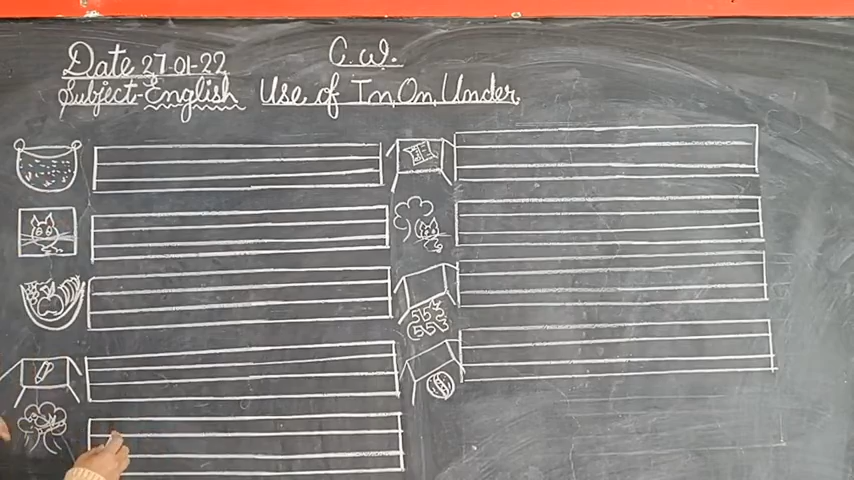 C.W.
Date 27-01-22
Subject-English Use of In, On, Under